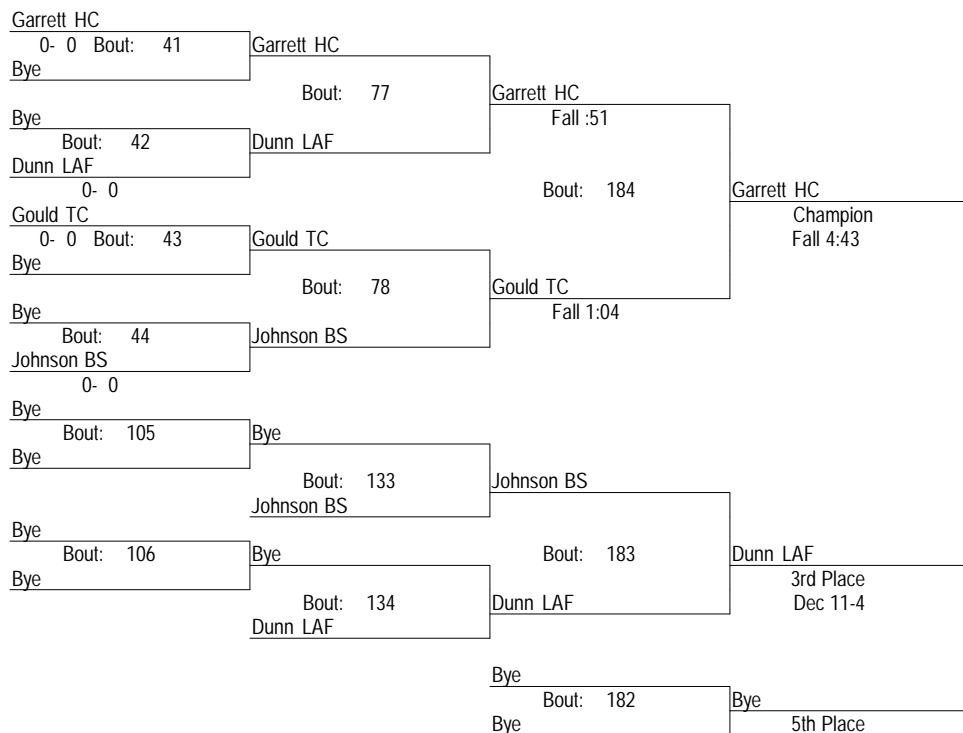 Garrett HC
0- 0 Bout: 41
Garrett HC
Bye
Bout: 77
Garrett HC
Fall :51
Bye
Bout: 42
Dunn LAF
Dunn LAF
0- 0
Bout: 184
Garrett HC
Champion
Fall 4:43
Gould TC
0- 0 Bout: 43
Gould TC
Bye
Bout: 78
Gould TC
Fall 1:04
Bye
Bout: 44
Johnson BS
Johnson BS
0- 0
Bye
Bout: 105
Bye
Bye
Bout: 133
Johnson BS
Johnson BS
Bye
Bout: 106
Bye
Bye
Bout: 183
Dunn LAF
3rd Place
Dec 11-4
Bout: 134
Dunn LAF
Dunn LAF
Bye
Bout: 182
Bye
Bye
5th Place